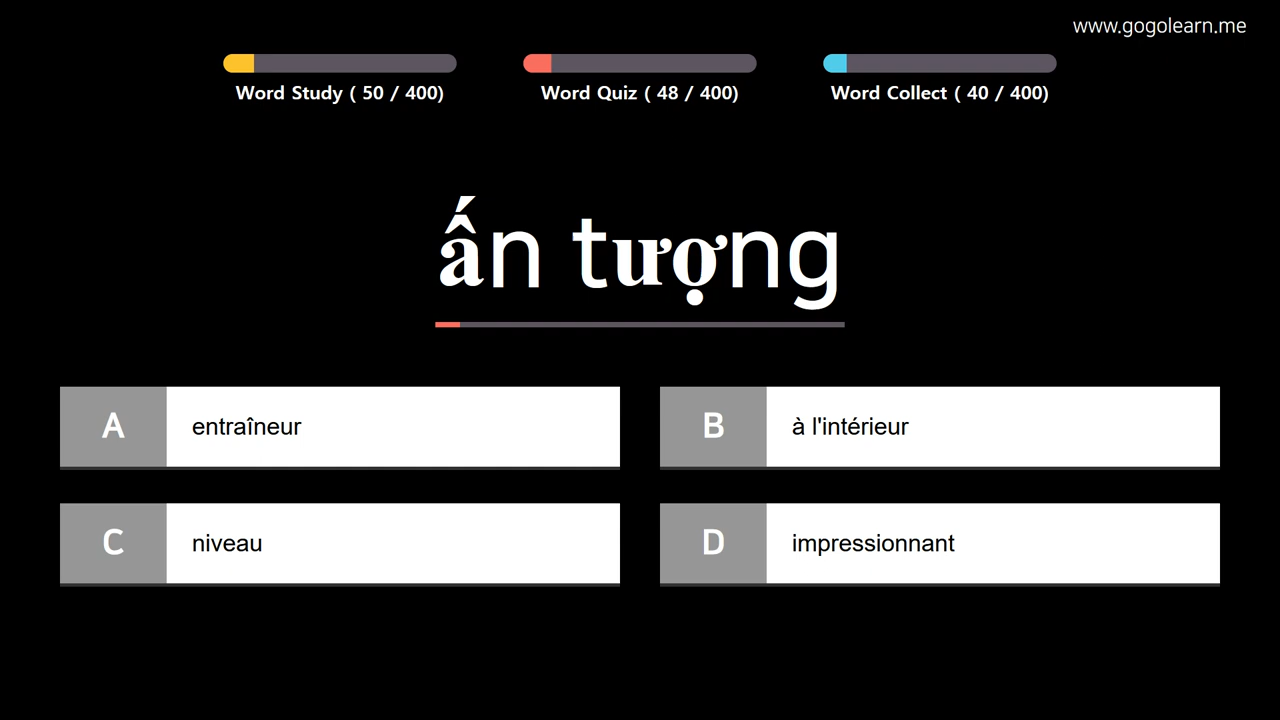 www.gogolearn.me
Word Study ( 50 / 400)
Word Quiz ( 48 / 400)
Word Collect ( 40 / 400)
ấn tượng
A entraîneur
B à l'intérieur
C niveau
D impressionnant